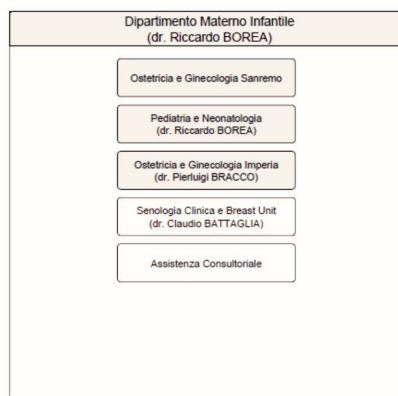 Dipartimento Materno Infantile
(dr. Riccardo BOREA)
Ostetricia e Ginecologia Sanremo
Pediatria e Neonatologia
(dr. Riccardo BOREA)
Ostetricia e Ginecologia Imperia
(dr. Pierluigi BRACCO)
Senologia Clinica e Breast Unit
(dr. Claudio BATTAGLIA)
Assistenza Consultoriale